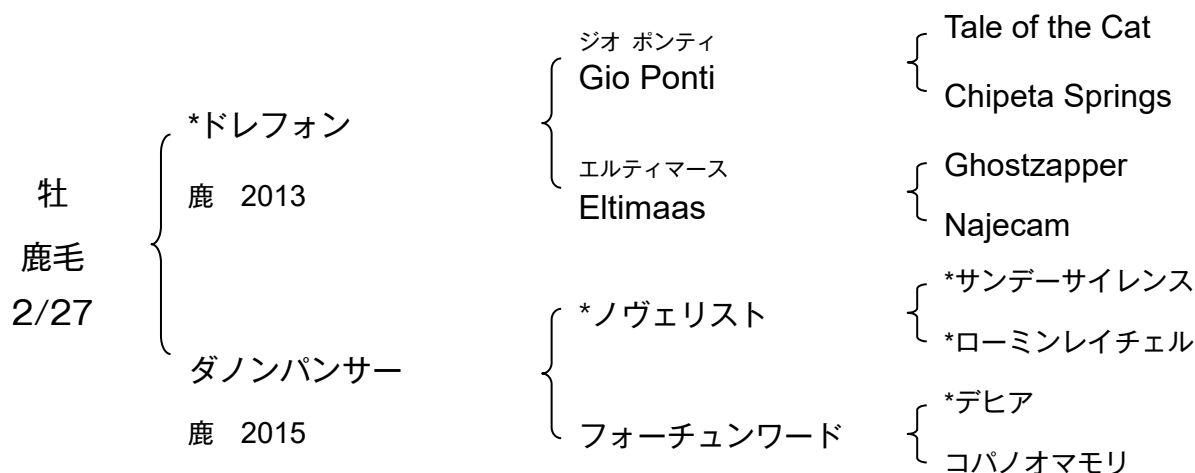 牡
鹿毛
2/27
*ドレフォン
鹿 2013
ダノンパンサー
鹿 2015
ジオ ポンティ
Gio Ponti
エルティマース
Eltimaas
*ノヴェリスト
フォーチュンワード
Tale of the Cat
Chipeta Springs
Ghostzapper
Najecam
*サンデーサイレンス
*ローミンレイチェル
*デヒア
コパノオマモリ